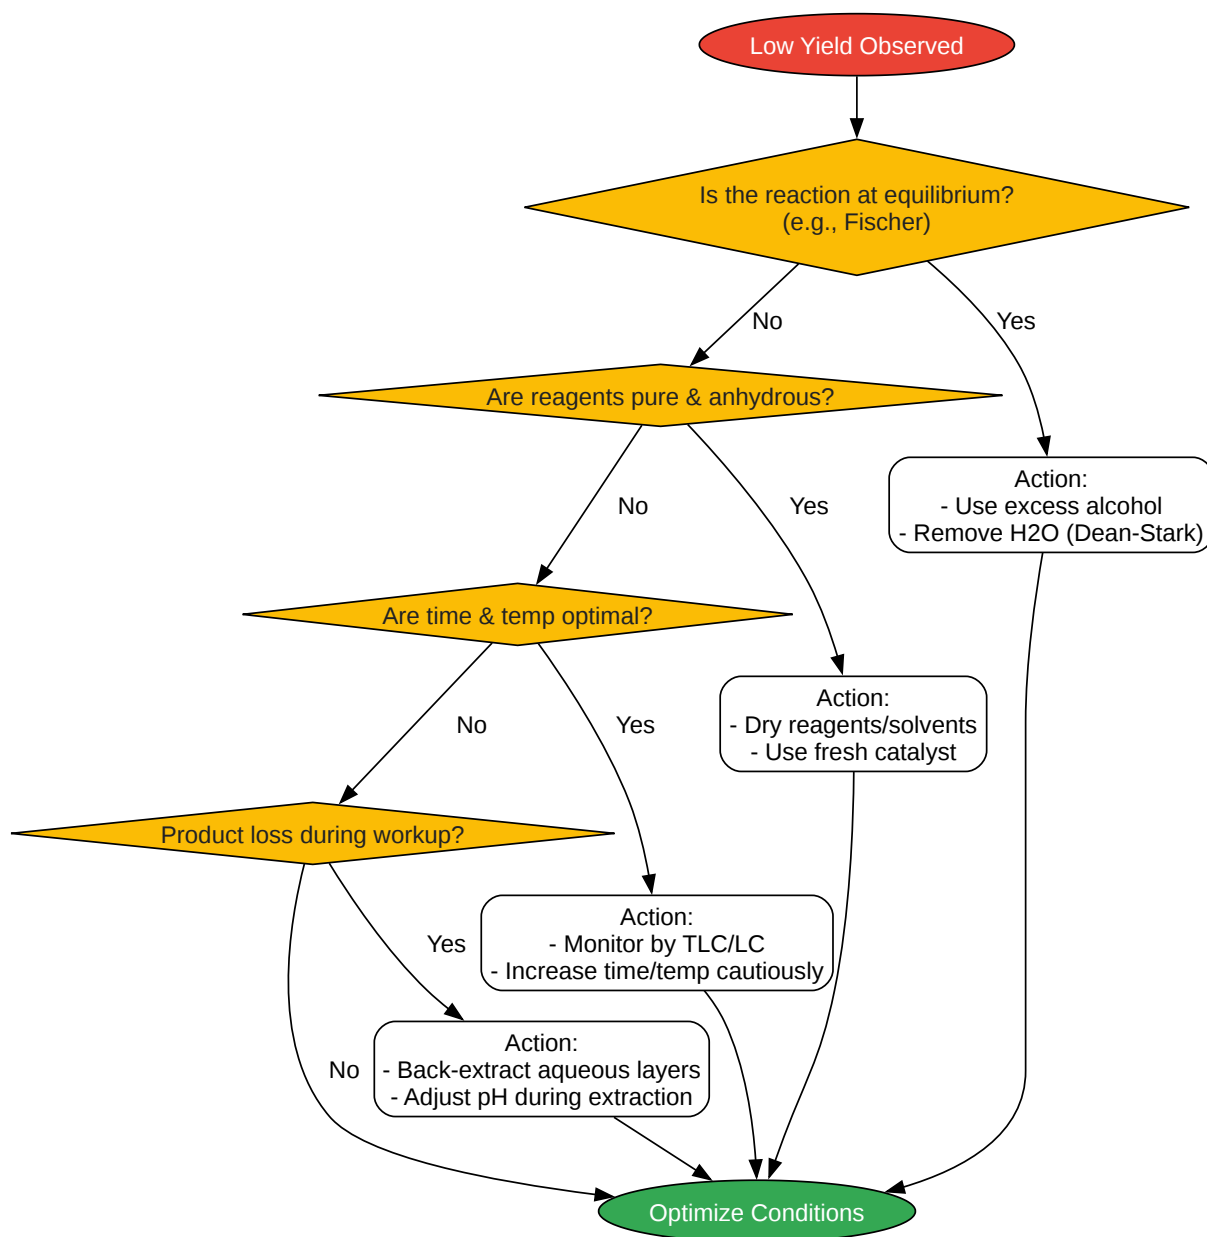 Low Yield Observed
Is the reaction at equilibrium?
(e.g., Fischer)
No
Yes
Are reagents pure & anhydrous?
Action:
- Use excess alcohol
- Remove H2O (Dean-Stark)
No
Yes
Are time & temp optimal?
Action:
- Dry reagents/solvents
- Use fresh catalyst
No
Yes
Product loss during workup?
Action:
- Monitor by TLC/LC
- Increase time/temp cautiously
Yes
No
Action:
- Back-extract aqueous layers
- Adjust pH during extraction
Optimize Conditions